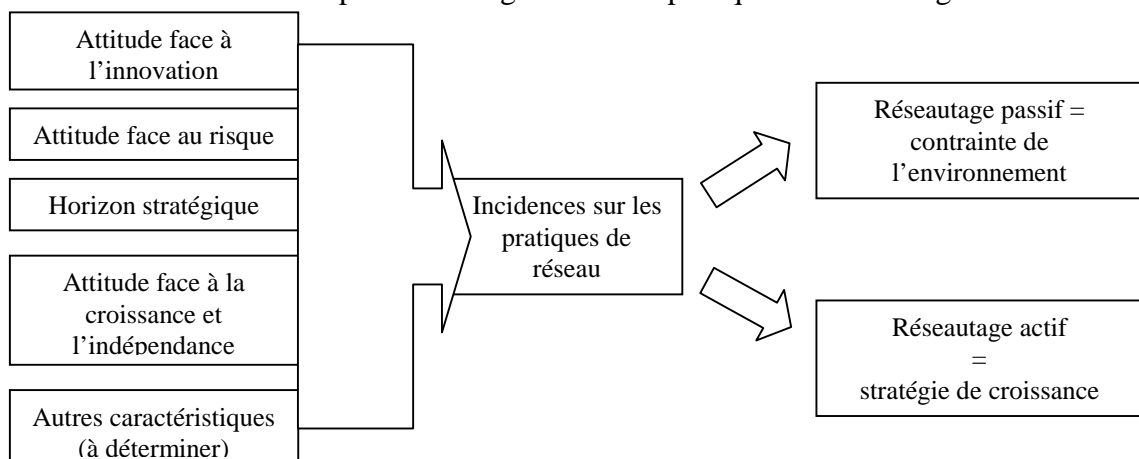 Attitude face à
l’innovation
Attitude face au risque
Horizon stratégique
Attitude face à la
croissance et
l’indépendance
Autres caractéristiques
(à déterminer)
Incidences sur les
pratiques de
réseau
Réseautage passif =
contrainte de
l’environnement
Réseautage actif
=
stratégie de croissance